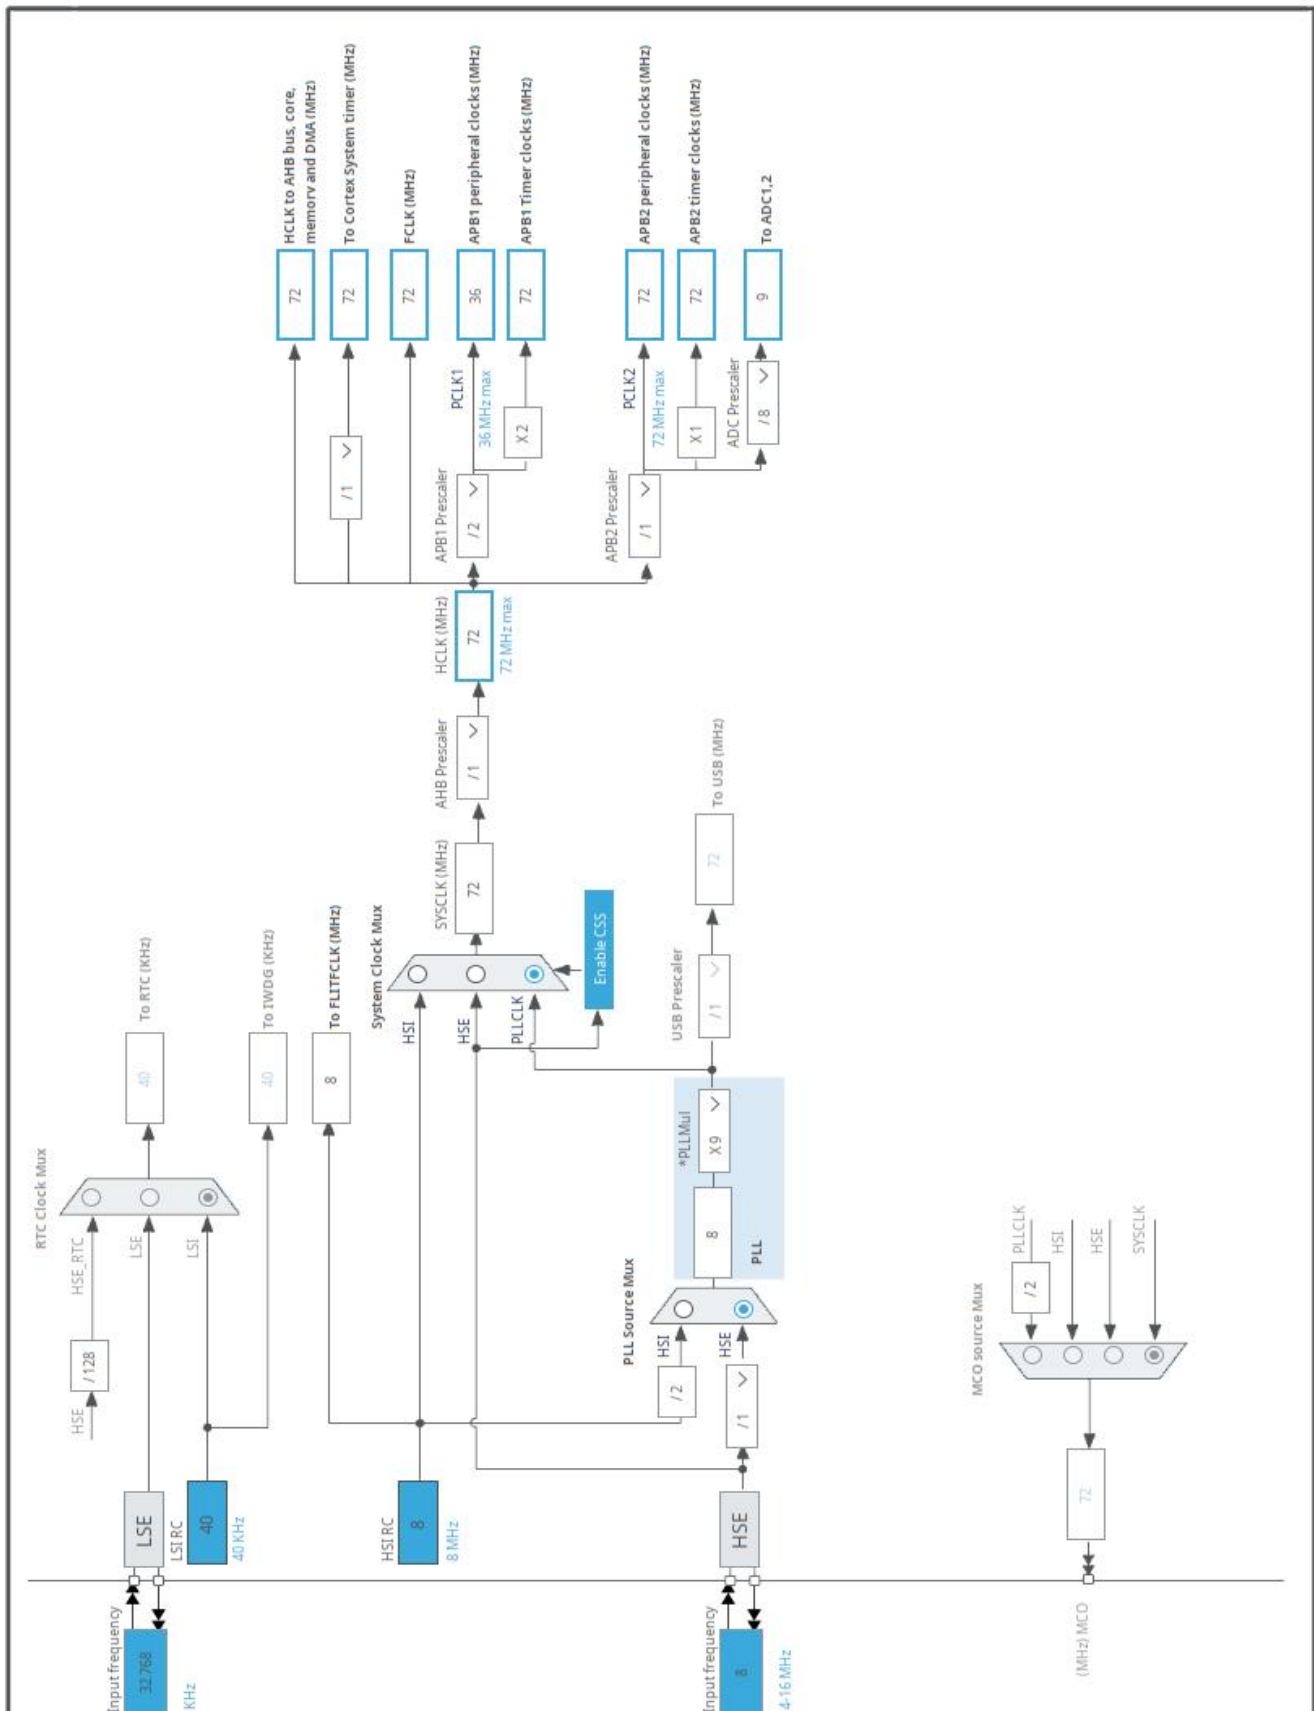 Input frequency
32.768
KHz
LSE
LSI RC
40
40 KHz
HSE
/ 128
HSE_RTC
LSE
LSI
RTC Clock Mux
40
To RTC (KHz)
40
To IWDG (KHz)
8
To FLITFCLK (MHz)
HSI RC
8
8 MHz
System Clock Mux
HSI
HSE
PLLCLK
Enable CSS
SYSCLK (MHz)
72
AHB Prescaler
/ 1
HCLK (MHz)
72
72 MHz max
72
HCLK to AHB bus, core,
memory and DMA (MHz)
/ 1
72
To Cortex System timer (MHz)
72
FCLK (MHz)
APB1 Prescaler
/ 2
PCLK1
36 MHz max
36
APB1 peripheral clocks (MHz)
X 2
72
APB1 Timer clocks (MHz)
APB2 Prescaler
/ 1
PCLK2
72 MHz max
72
APB2 peripheral clocks (MHz)
X 1
72
APB2 timer clocks (MHz)
ADC Prescaler
/ 8
9
To ADC1,2
Input frequency
8
4-16 MHz
HSE
PLL Source Mux
/ 2
HSI
/ 1
HSE
8
*PLLMul
X 9
PLL
USB Prescaler
/ 1
72
To USB (MHz)
MCO source Mux
/ 2
PLLCLK
HSI
HSE
SYSCLK
72
(MHz) MCO